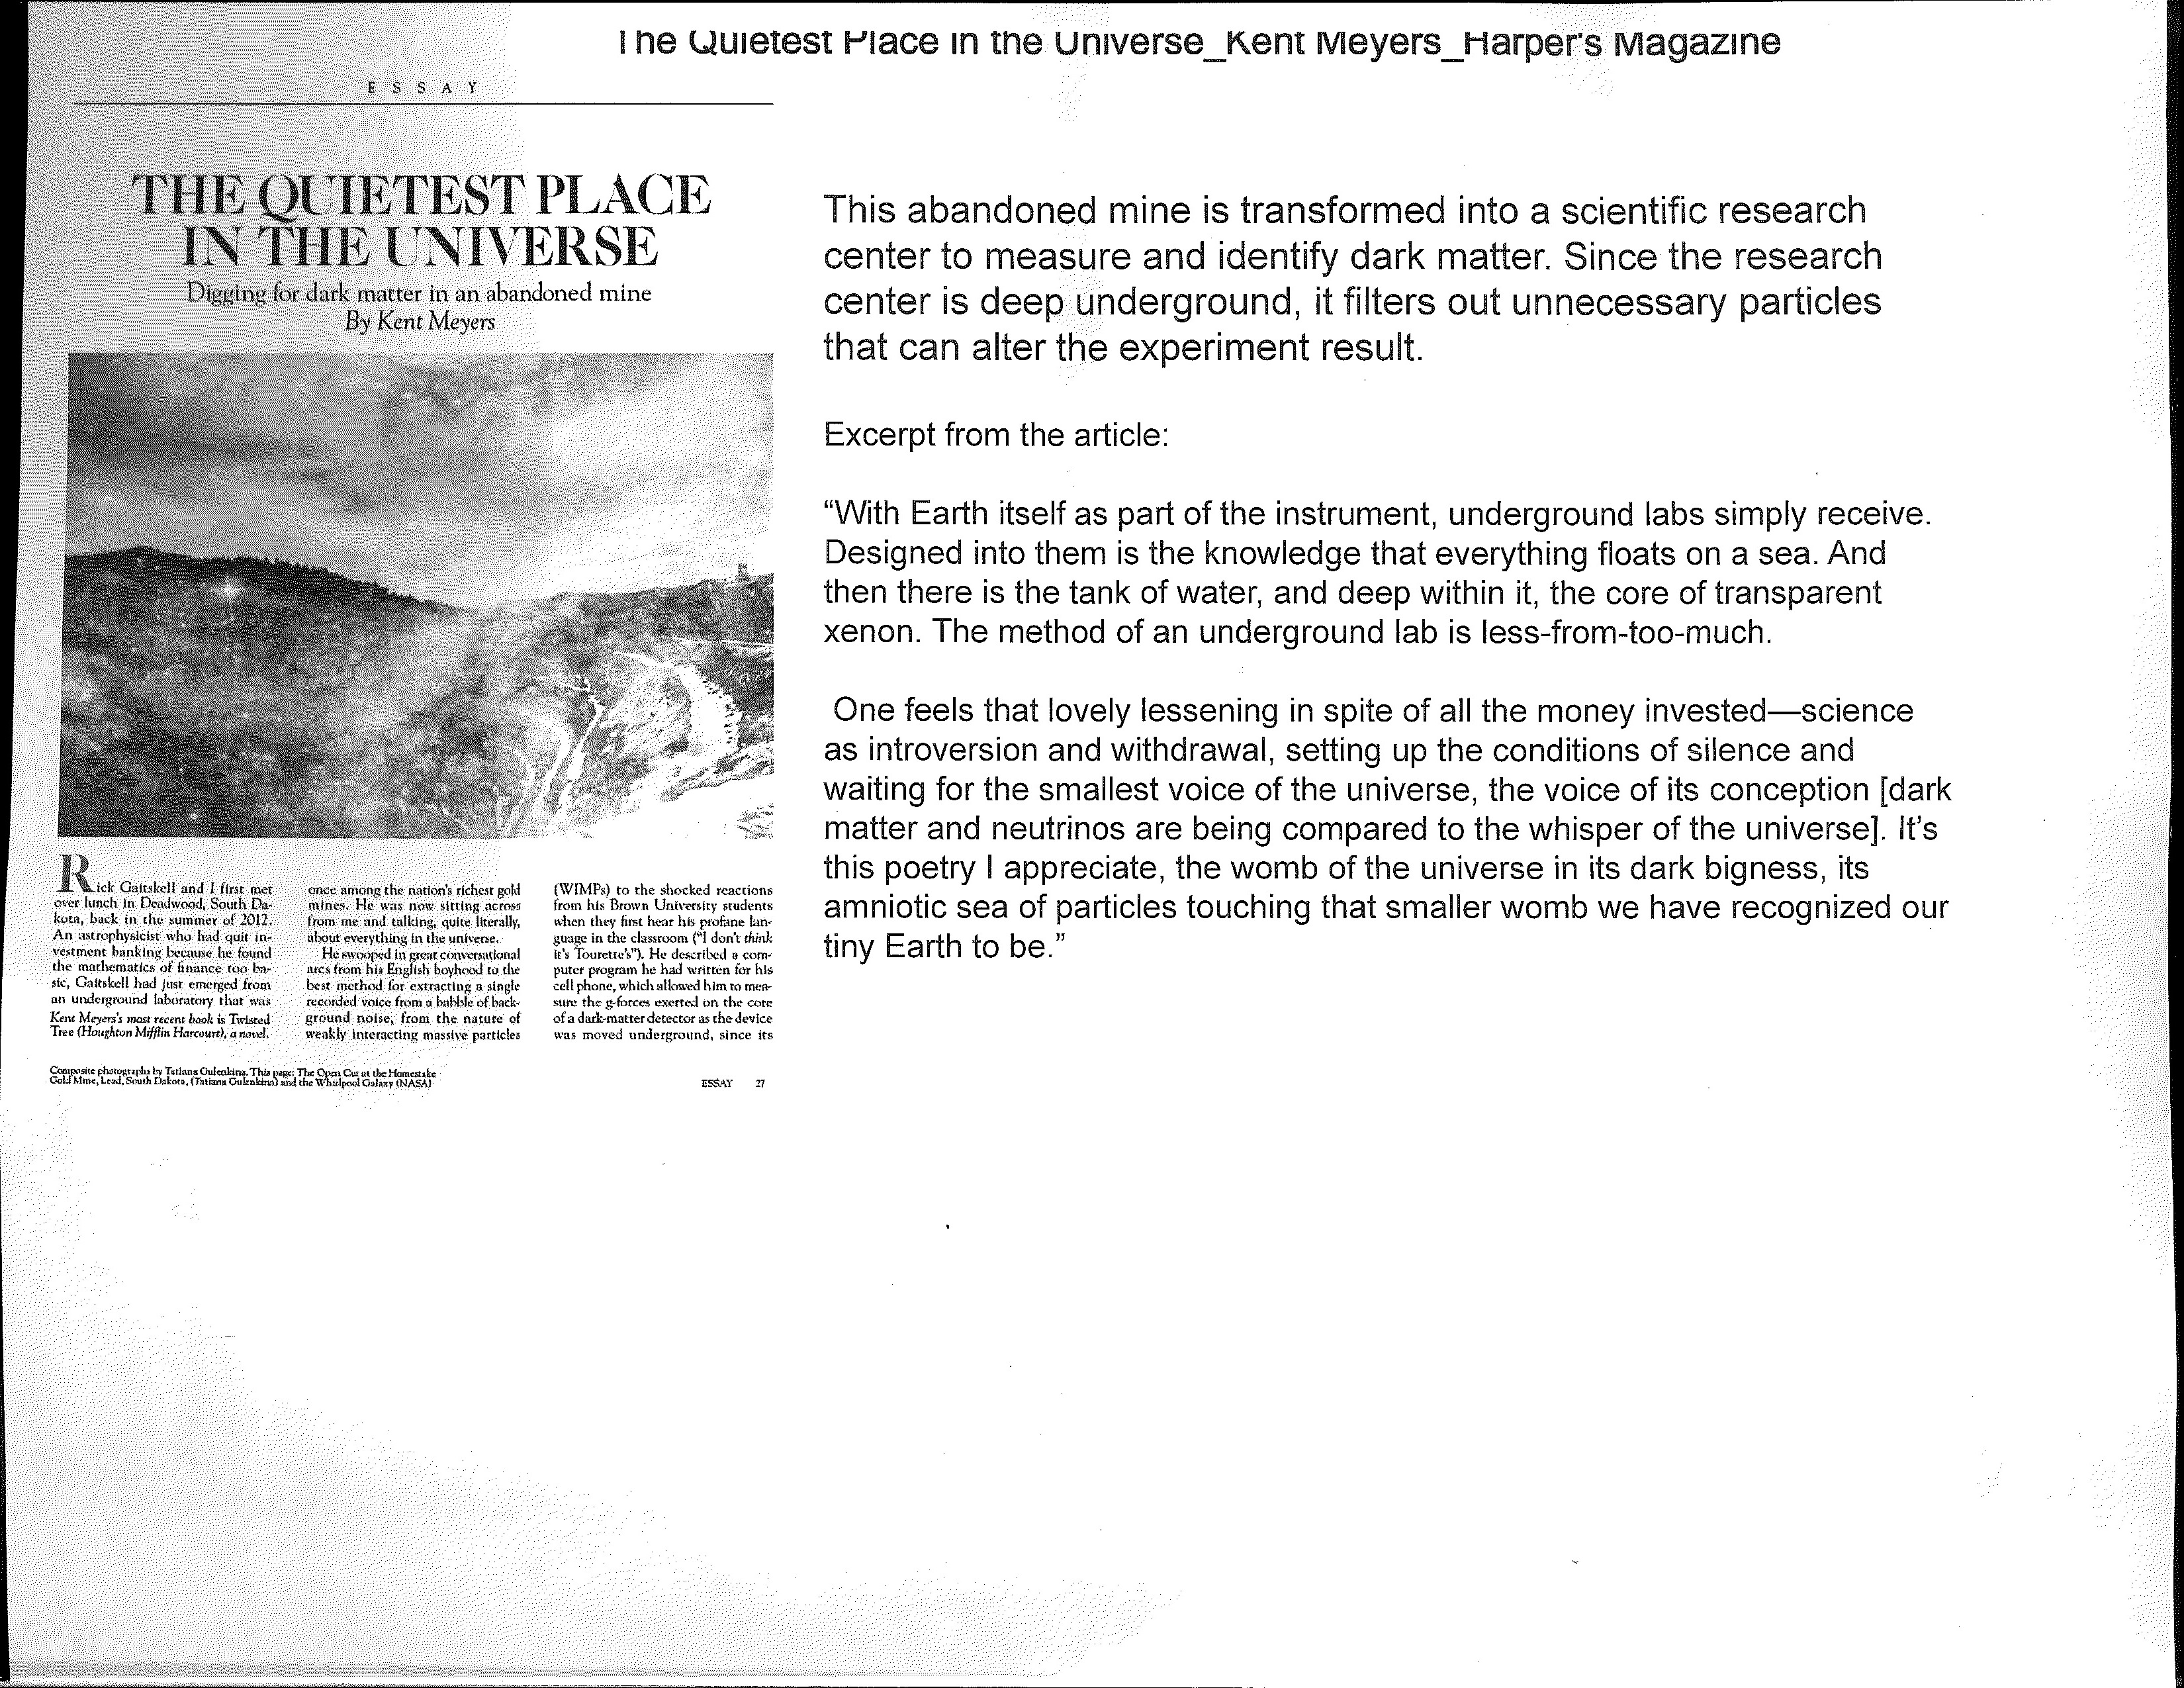 The Quietest Place in the Universe_Kent Meyers_Harper's Magazine
ESSAY
THE QUIETEST PLACE
IN THE UNIVERSE
Digging for dark matter in an abandoned mine
By Kent Meyers
Rick Gaitskell and I first met
over lunch in Deadwood, South Da-
kota, back in the summer of 2012.
An astrophysicist who had quit in-
vestment banking because he found
the mathematics of finance too ba-
sic, Gaitskell had just emerged from
an underground laboratory that was
Kent Meyers's most recent book is Twisted
Tree (Houghton Mifflin Harcourt), a novel.
once among the nation's richest gold
mines. He was now sitting across
from me and talking, quite literally,
about everything in the universe.
He swooped in great conversational
arcs from his English boyhood to the
best method for extracting a single
recorded voice from a babble of back-
ground noise, from the nature of
weakly interacting massive particles
(WIMPs) to the shocked reactions
from his Brown University students
when they first hear his profane lan-
guage in the classroom ("I don't think
it's Tourette's"). He described a com-
puter program he had written for his
cell phone, which allowed him to mea-
sure the g-forces exerted on the core
of a dark-matter detector as the device
was moved underground, since its
Composite photographs by Tatiana Gulenkina. This page: The Open Cut at the Homestake
Gold Mine, Lead, South Dakota, (Tatiana Gulenkina) and the Whirlpool Galaxy (NASA)
ESSAY 27
This abandoned mine is transformed into a scientific research
center to measure and identify dark matter. Since the research
center is deep underground, it filters out unnecessary particles
that can alter the experiment result.
Excerpt from the article:
“With Earth itself as part of the instrument, underground labs simply receive.
Designed into them is the knowledge that everything floats on a sea. And
then there is the tank of water, and deep within it, the core of transparent
xenon. The method of an underground lab is less-from-too-much.
One feels that lovely lessening in spite of all the money invested—science
as introversion and withdrawal, setting up the conditions of silence and
waiting for the smallest voice of the universe, the voice of its conception [dark
matter and neutrinos are being compared to the whisper of the universe]. It’s
this poetry I appreciate, the womb of the universe in its dark bigness, its
amniotic sea of particles touching that smaller womb we have recognized our
tiny Earth to be.”